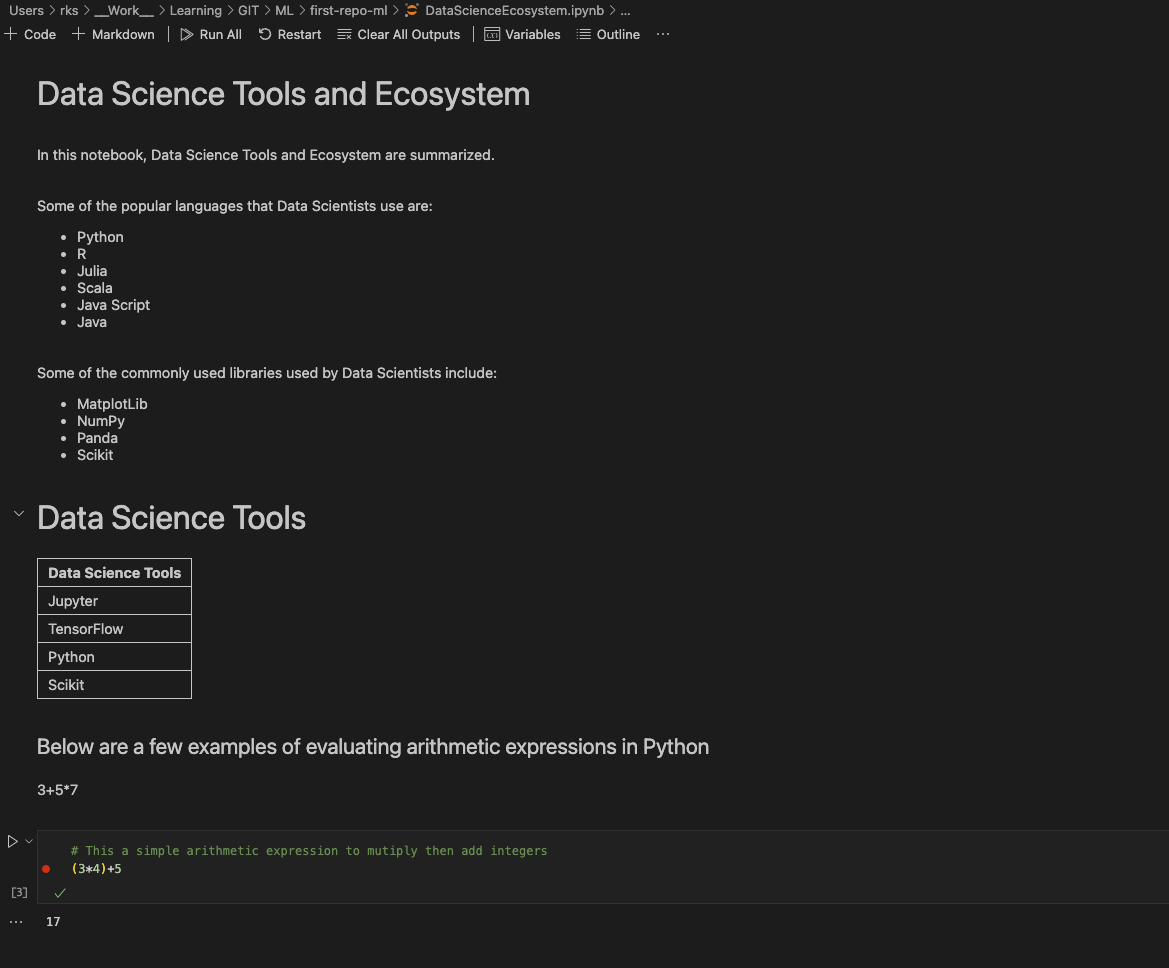 Users > rks > __Work__ > Learning > GIT > ML > first-repo-ml > DataScienceEcosystem.ipynb > ...
+ Code + Markdown | Run All Restart Clear All Outputs | Variables Outline ...
Data Science Tools and Ecosystem
In this notebook, Data Science Tools and Ecosystem are summarized.
Some of the popular languages that Data Scientists use are:
• Python
• R
• Julia
• Scala
• Java Script
• Java
Some of the commonly used libraries used by Data Scientists include:
• MatplotLib
• NumPy
• Panda
• Scikit
Data Science Tools
Data Science Tools
Jupyter
TensorFlow
Python
Scikit
Below are a few examples of evaluating arithmetic expressions in Python
3+5*7
# This a simple arithmetic expression to mutiply then add integers
(3*4)+5
[3]
... 17